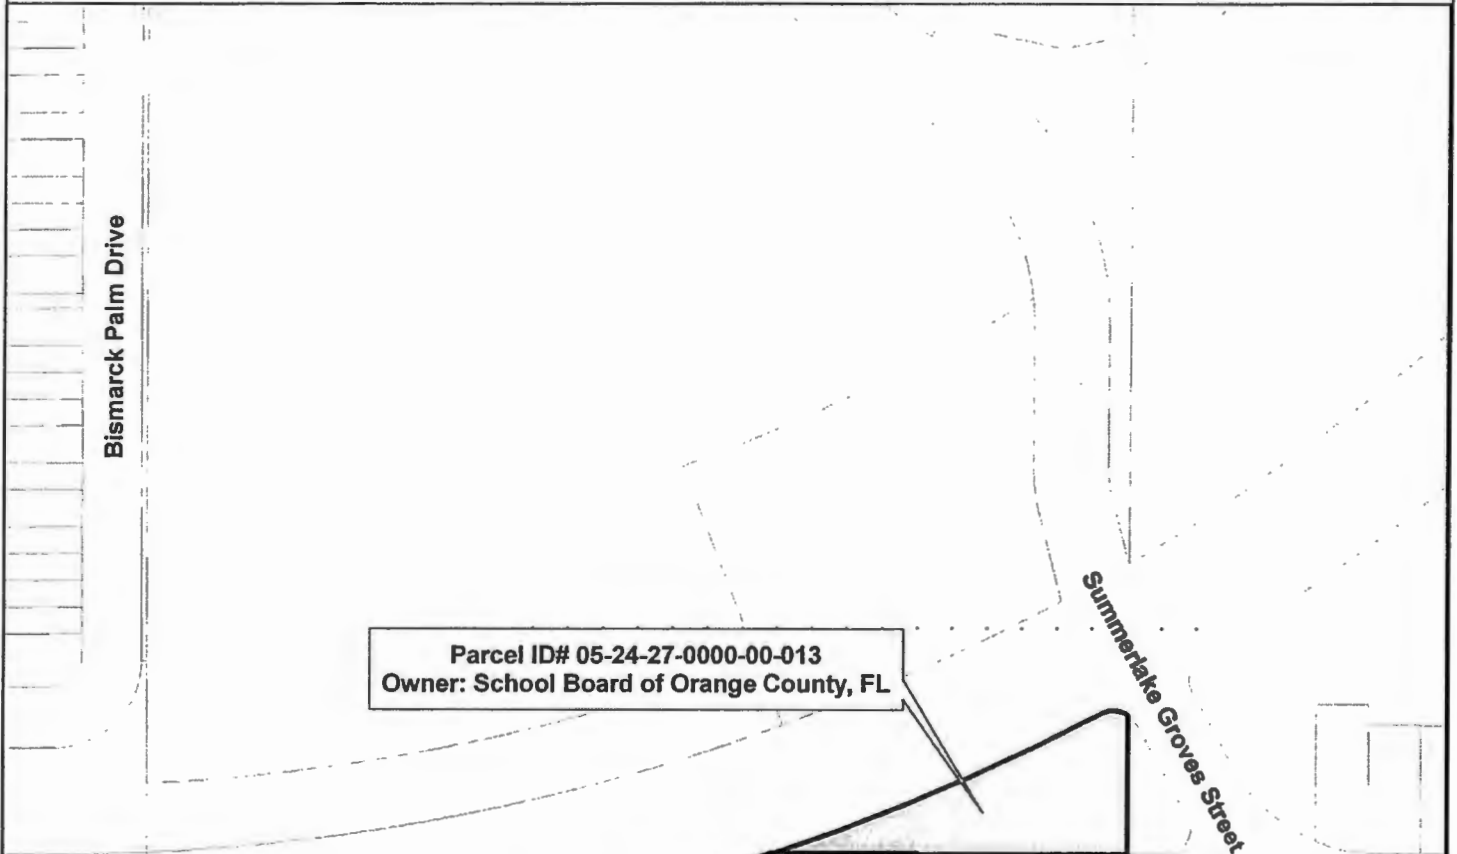 Bismarck Palm Drive
Parcel ID# 05-24-27-0000-00-013
Owner: School Board of Orange County, FL
Summerlake Groves Street